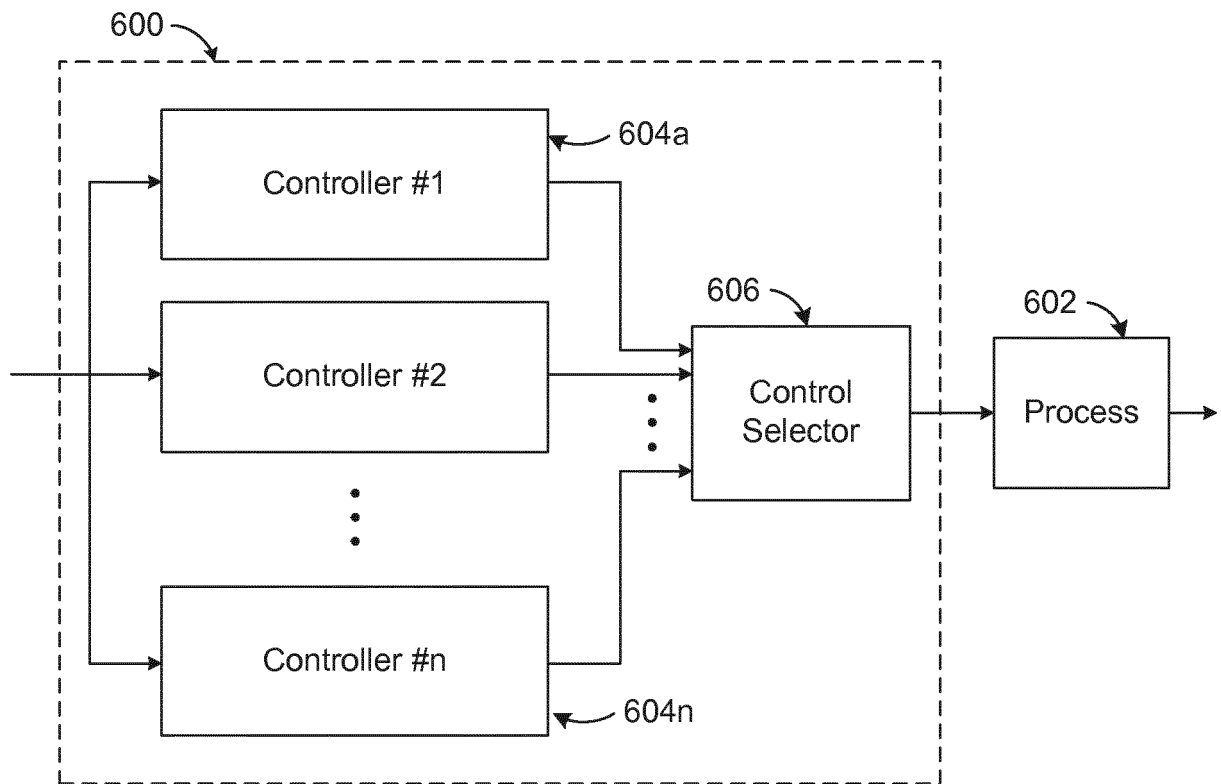 600
604a
Controller #1
606
602
Controller #2
Control
Selector
Process
Controller #n
604n